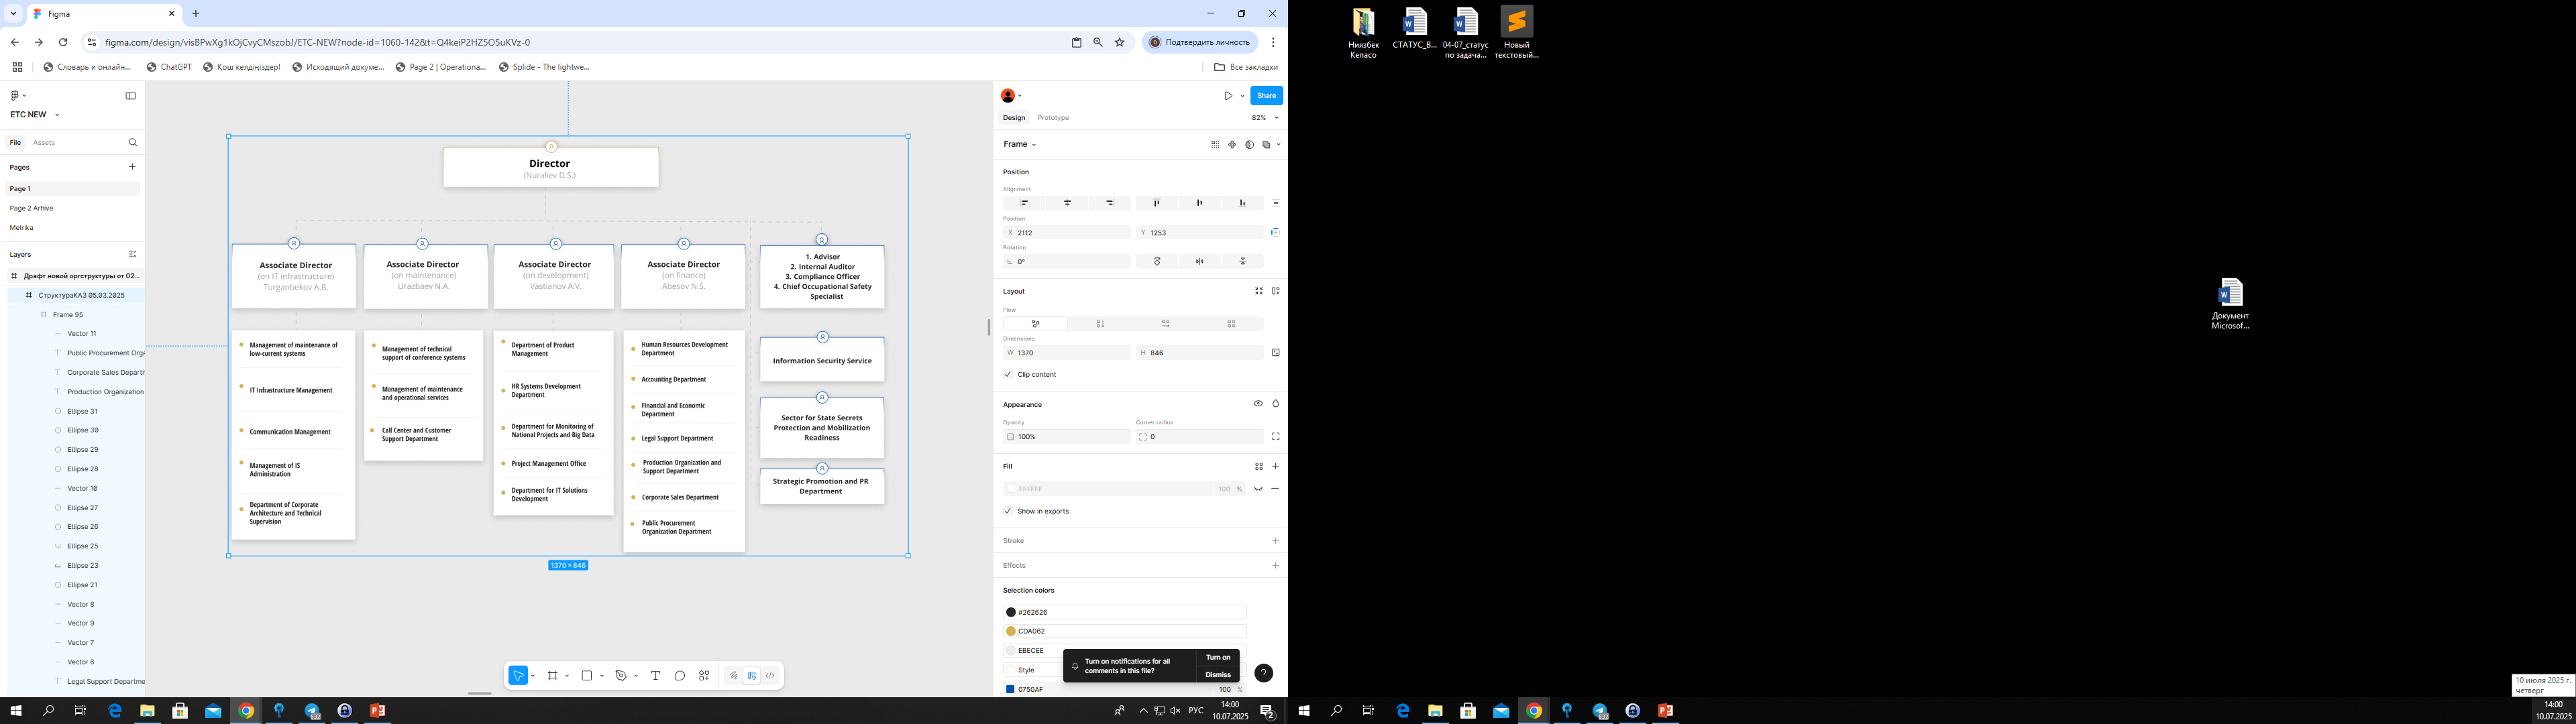 Figma
figma.com/design/visBPwXg1kOjCvyCMszobJ/ETC-NEW?node-id=1060-142&t=Q4keiP2HZ5O5uKVz-0
Подтвердить личность
Словарь и онлайн...
ChatGPT
Қош келдіңіздер!
Исходящий докуме...
Page 2 | Operationa...
Splide - The lightwe...
Все закладки
ETC NEW
File
Assets
Pages
Page 1
Page 2 Arhive
Metrika
Layers
Драфт новой оргструктуры от 02...
СтруктураКАЗ 05.03.2025
Frame 95
Vector 11
Public Procurement Orga
Corporate Sales Departm
Production Organization
Ellipse 31
Ellipse 30
Ellipse 29
Ellipse 28
Vector 10
Ellipse 27
Ellipse 26
Ellipse 25
Ellipse 23
Ellipse 21
Vector 8
Vector 9
Vector 7
Vector 6
Legal Support Departme
Director
(Nuraliev D.S.)
Associate Director
(on IT infrastructure)
Turganbekov A.B.
Associate Director
(on maintenance)
Urazbaev N.A.
Associate Director
(on development)
Vastianov A.V.
Associate Director
(on finance)
Abesov N.S.
1. Advisor
2. Internal Auditor
3. Compliance Officer
4. Chief Occupational Safety
Specialist
Management of maintenance of
low-current systems
IT Infrastructure Management
Communication Management
Management of IS
Administration
Department of Corporate
Architecture and Technical
Supervision
Management of technical
support of conference systems
Management of maintenance
and operational services
Call Center and Customer
Support Department
Department of Product
Management
HR Systems Development
Department
Department for Monitoring of
National Projects and Big Data
Project Management Office
Department for IT Solutions
Development
Human Resources Development
Department
Accounting Department
Financial and Economic
Department
Legal Support Department
Production Organization and
Support Department
Corporate Sales Department
Public Procurement
Organization Department
Information Security Service
Sector for State Secrets
Protection and Mobilization
Readiness
Strategic Promotion and PR
Department
1370 × 846
Share
Design
Prototype
82%
Frame
Position
Alignment
Position
X 2112
Y 1253
Rotation
0°
Layout
Flow
Dimensions
W 1370
H 846
Clip content
Appearance
Opacity
Corner radius
100%
0
Fill
FFFFFF
100 %
Show in exports
Stroke
Effects
Selection colors
#262626
CDA062
EBECEE
Style
0750AF
100 %
Turn on notifications for all
comments in this file?
Turn on
Dismiss
РУС
14:00
10.07.2025
2
Ниязбек
Кепасо
СТАТУС_В...
04-07_статус
по задача...
Новый
текстовый...
Документ
Microsof...
10 июля 2025 г.
четверг
14:00
10.07.2025